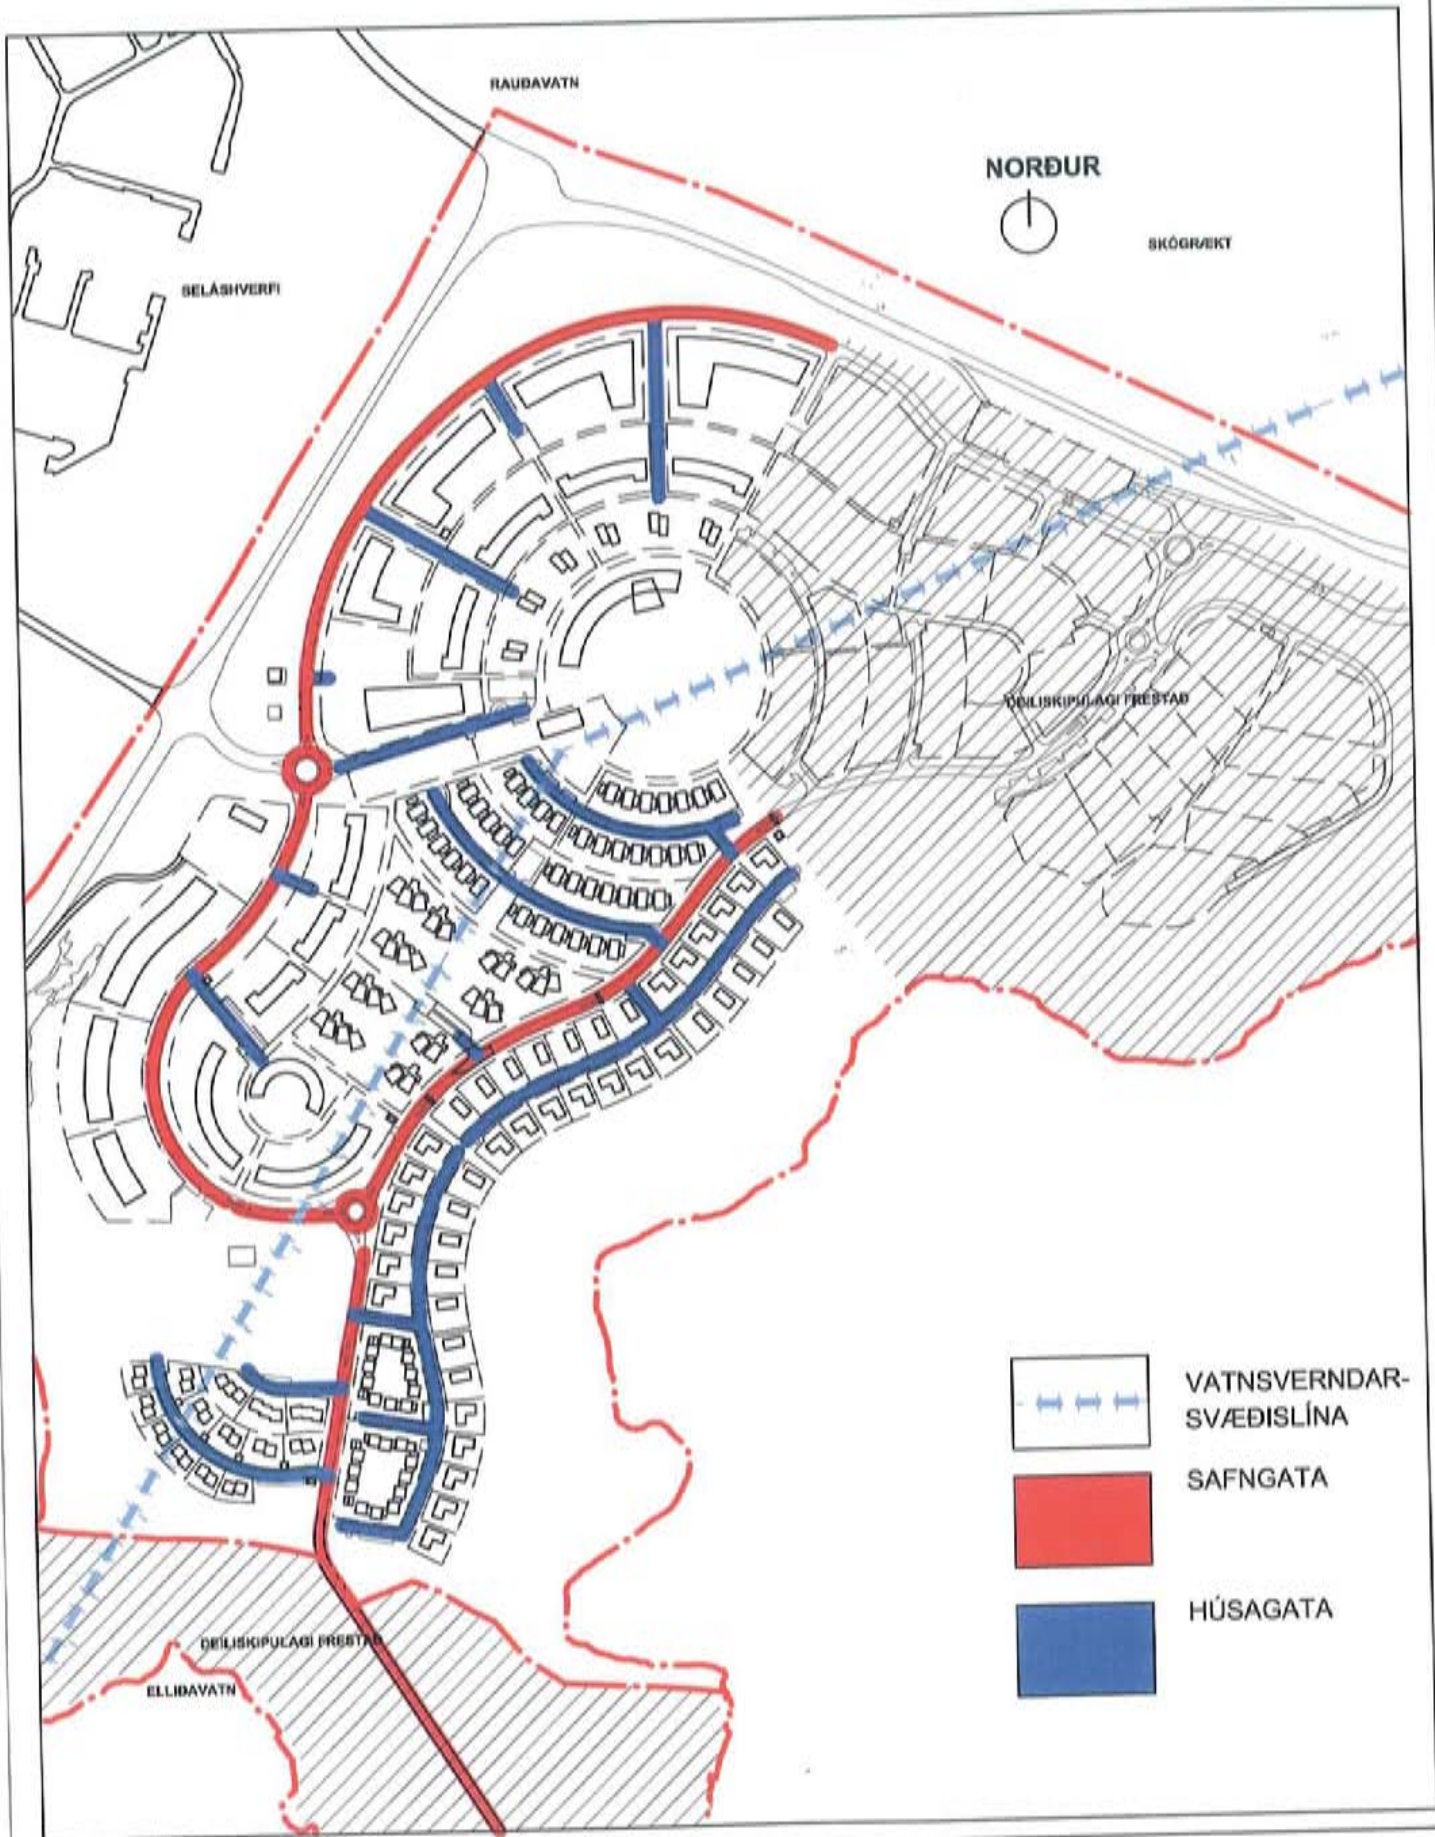 RAUÐAVATN
NORÐUR
SKÓGRÆKT
SELÁSHVERFI
DEILISKIPULAGI FRESTAÐ
VATNSVERNDAR-
SVÆÐISLÍNA
SAFNGATA
HÚSAGATA
DEILISKIPULAGI FRESTAÐ
ELLIÐAVATN